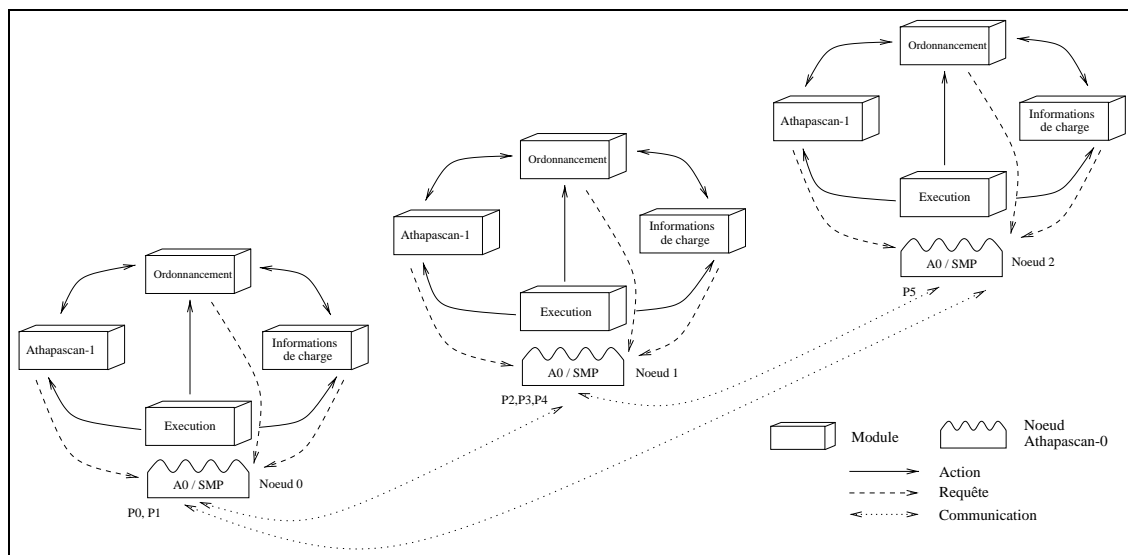 Ordonnancement
Athapascan-1
Informations
de charge
Execution
A0 / SMP
Noeud 2
P5
Ordonnancement
Athapascan-1
Informations
de charge
Execution
A0 / SMP
Noeud 1
P2,P3,P4
Ordonnancement
Athapascan-1
Informations
de charge
Execution
A0 / SMP
Noeud 0
P0, P1
Module
Noeud
Athapascan-0
Action
Requête
Communication